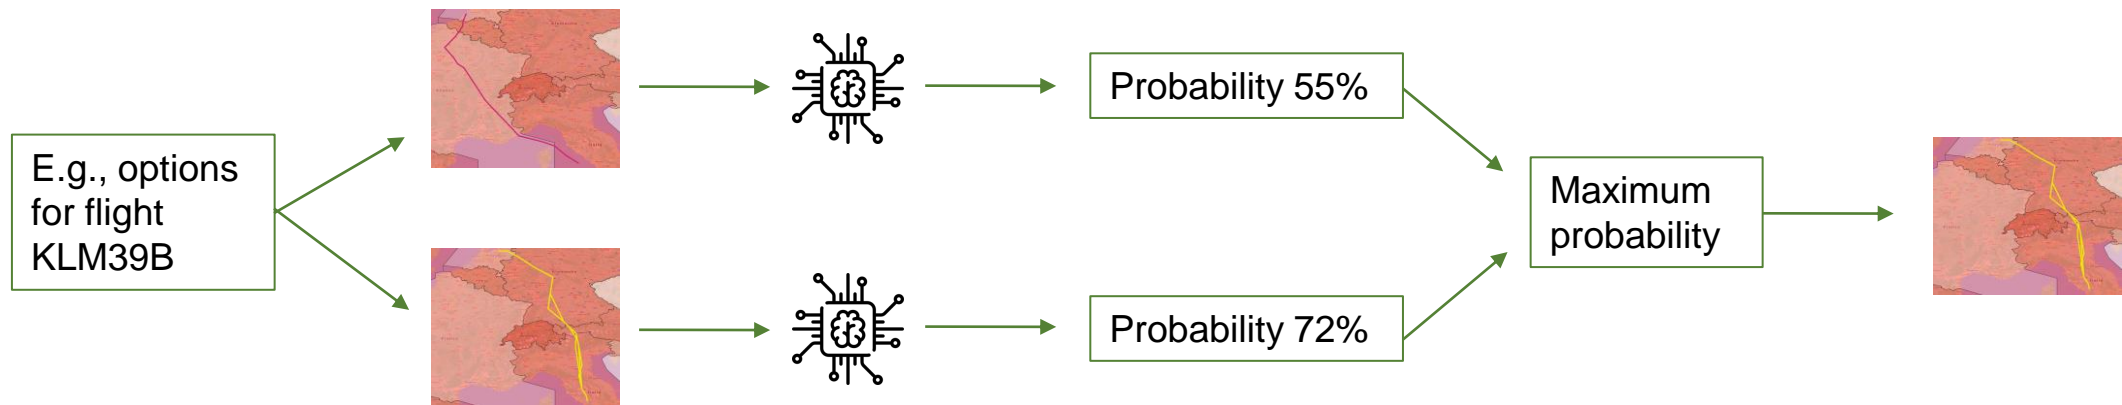 E.g., options
for flight
KLM39B
Probability 55%
Probability 72%
Maximum
probability